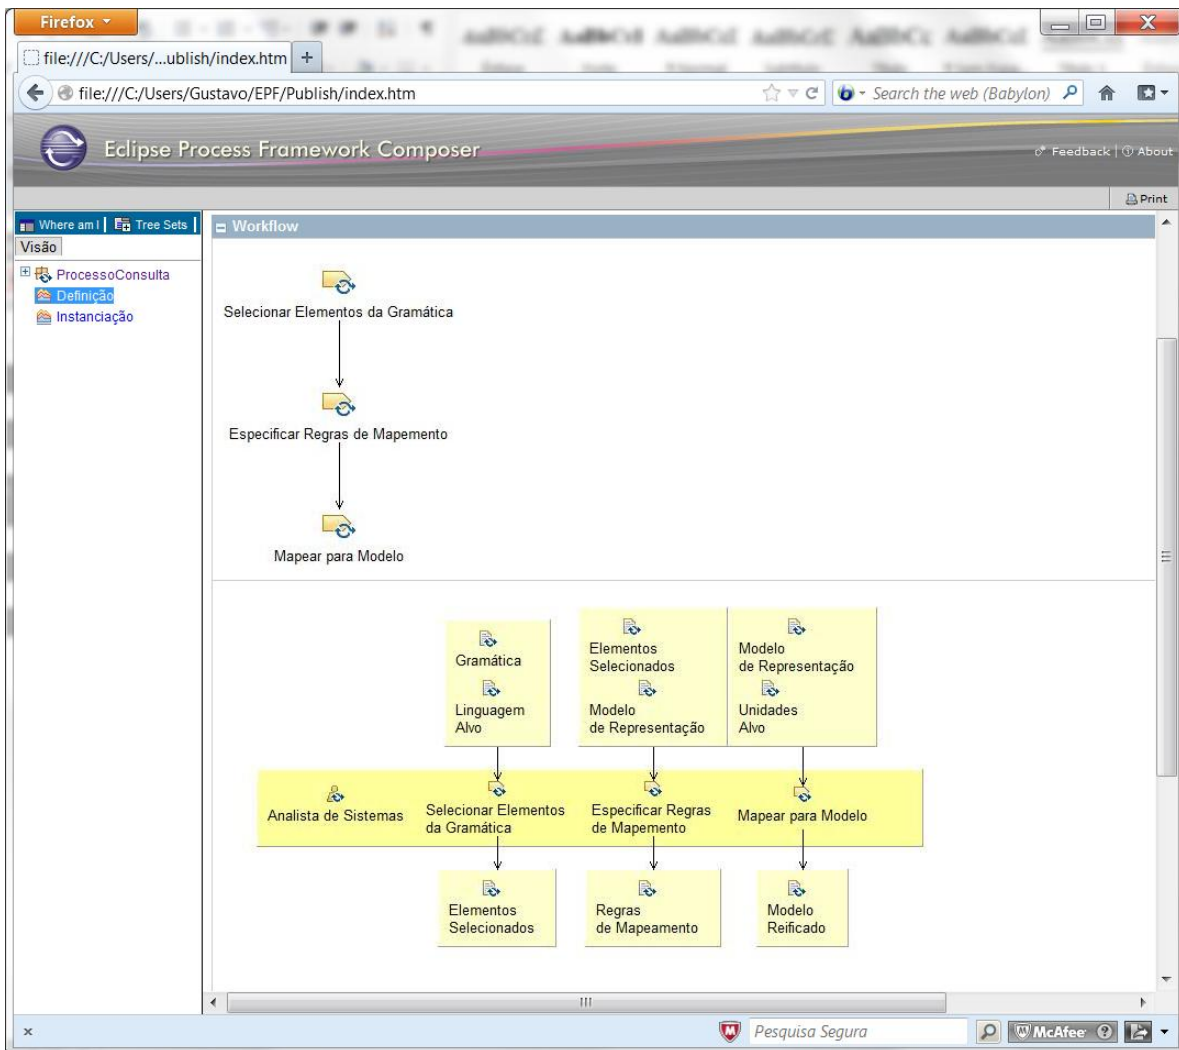 Firefox
file:///C:/Users/...ublish/index.htm +
file:///C:/Users/Gustavo/EPF/Publish/index.htm
Search the web (Babylon)
Eclipse Process Framework Composer
Feedback | About
Print
Where am I
Tree Sets
Visão
ProcessoConsulta
Definição
Instanciação
Workflow
Selecionar Elementos da Gramática
Especificar Regras de Mapemento
Mapear para Modelo
Gramática
Linguagem
Alvo
Elementos
Selecionados
Modelo
de Representação
Modelo
de Representação
Unidades
Alvo
Analista de Sistemas
Selecionar Elementos
da Gramática
Especificar Regras
de Mapemento
Mapear para Modelo
Elementos
Selecionados
Regras
de Mapeamento
Modelo
Reificado
x
Pesquisa Segura
McAfee